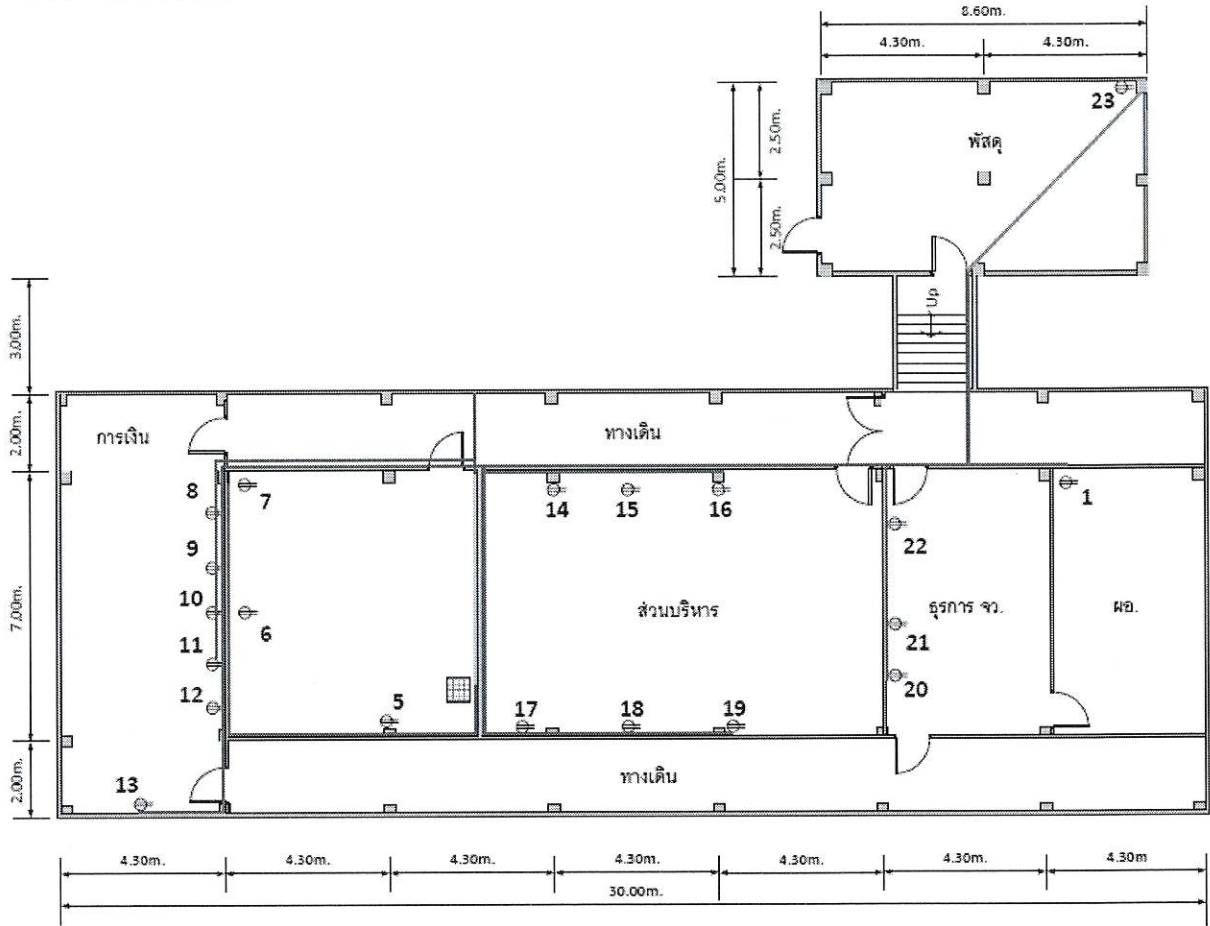 8.60m.
4.30m.
4.30m.
23
พัสดุ
2.50m.
5.00m.
2.50m.
Up
3.00m.
2.00m.
การเงิน
ทางเดิน
8
7
14
15
16
1
9
22
7.00m.
10
6
ส่วนบริหาร
ธุรการ จว.
ผอ.
11
21
12
20
5
17
18
19
2.00m.
13
ทางเดิน
4.30m.
4.30m.
4.30m.
4.30m.
4.30m.
4.30m.
4.30m
30.00m.